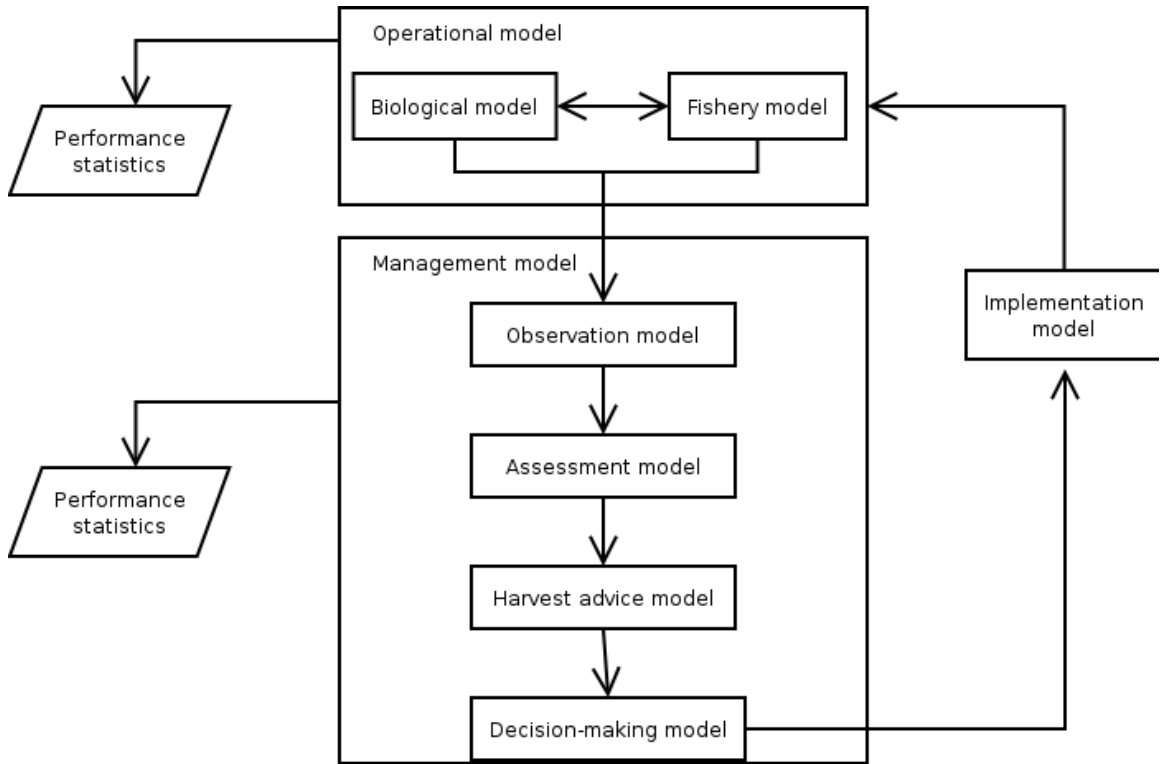 Operational model
Biological model
Fishery model
Performance
statistics
Management model
Observation model
Implementation
model
Assessment model
Performance
statistics
Harvest advice model
Decision-making model